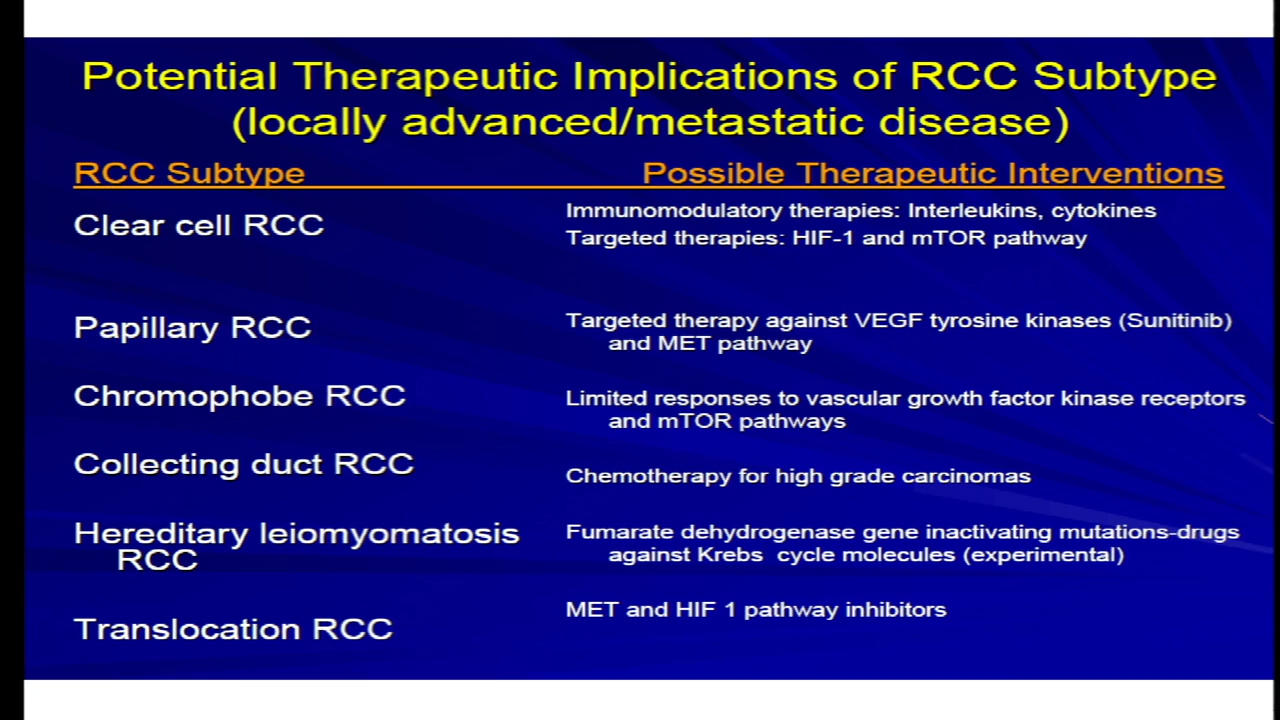 Potential Therapeutic Implications of RCC Subtype
(locally advanced/metastatic disease)
RCC Subtype Possible Therapeutic Interventions
Clear cell RCC
Immunomodulatory therapies: Interleukins, cytokines
Targeted therapies: HIF-1 and mTOR pathway
Papillary RCC
Targeted therapy against VEGF tyrosine kinases (Sunitinib)
and MET pathway
Chromophobe RCC
Limited responses to vascular growth factor kinase receptors
and mTOR pathways
Collecting duct RCC
Chemotherapy for high grade carcinomas
Hereditary leiomyomatosis
RCC
Fumarate dehydrogenase gene inactivating mutations-drugs
against Krebs cycle molecules (experimental)
Translocation RCC
MET and HIF 1 pathway inhibitors